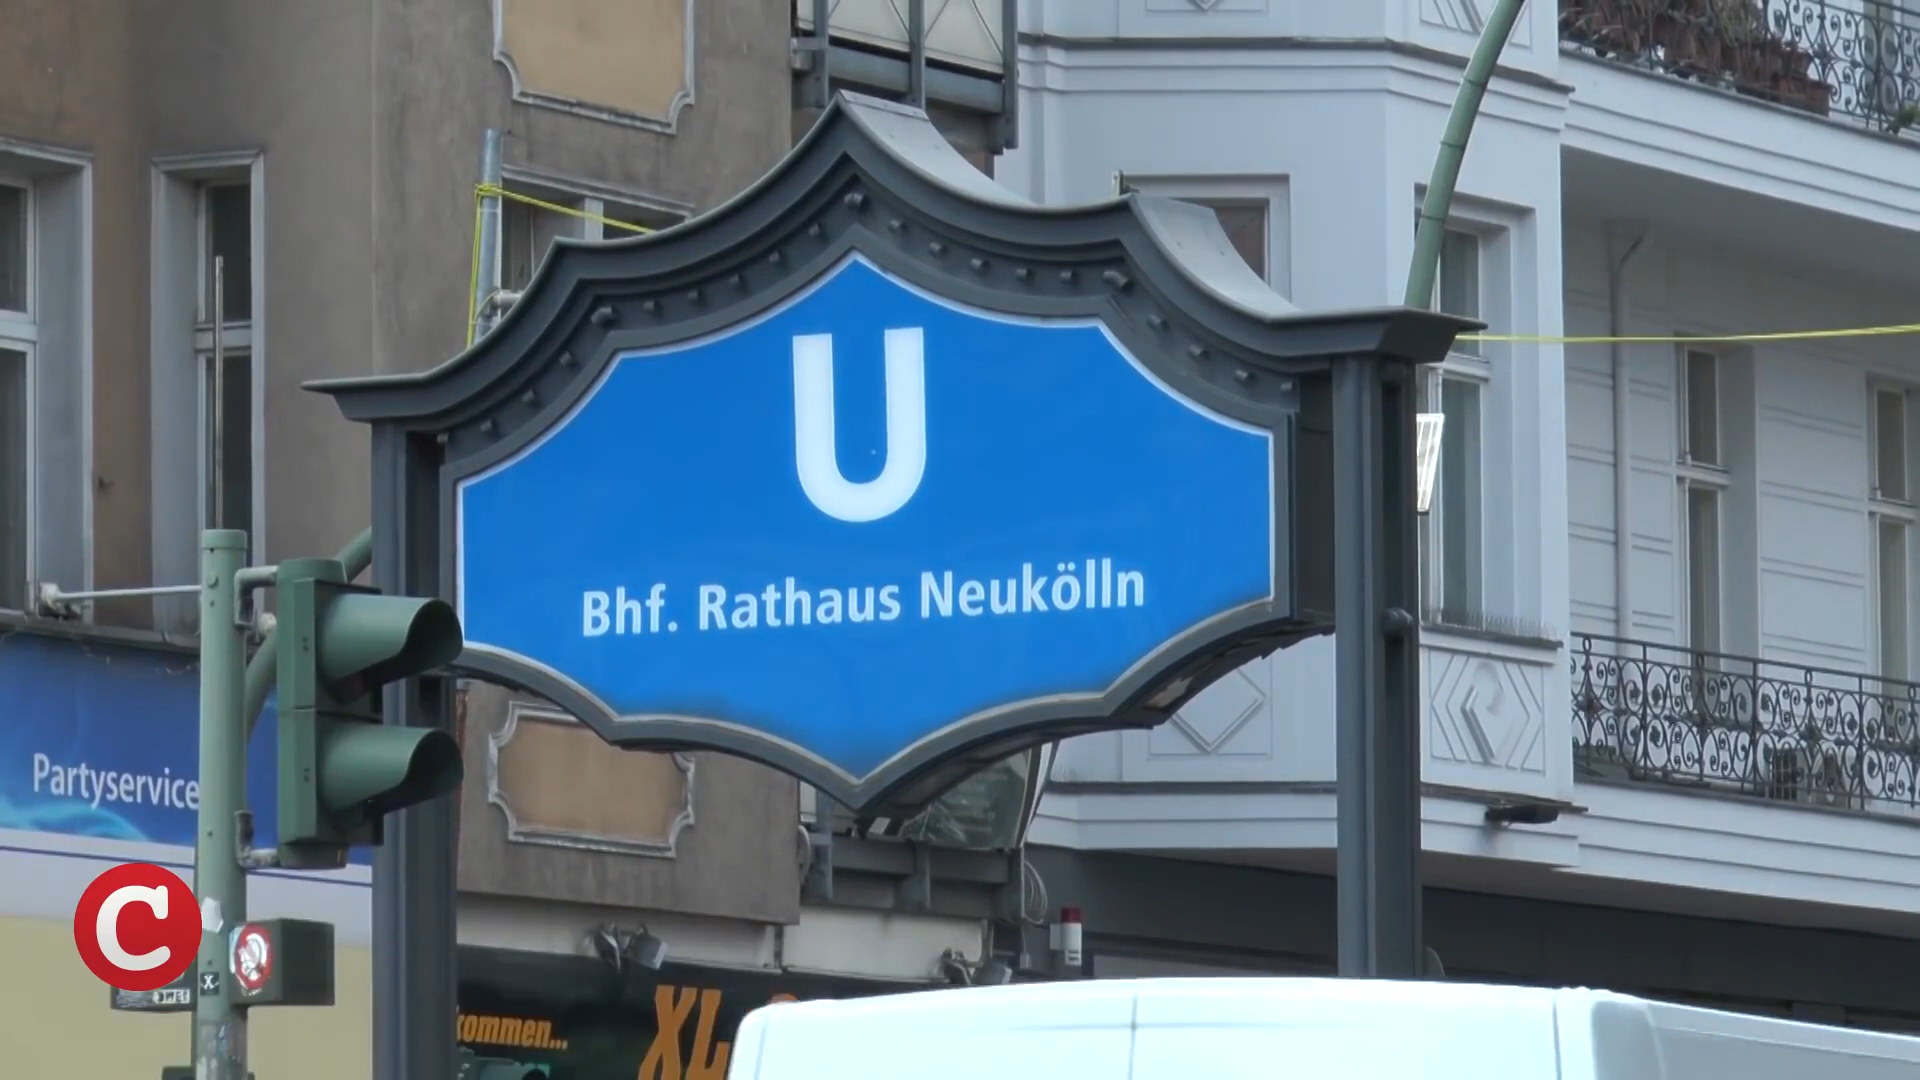 U
Bhf. Rathaus Neukölln
Partyservice
C
kommen...
XL
X